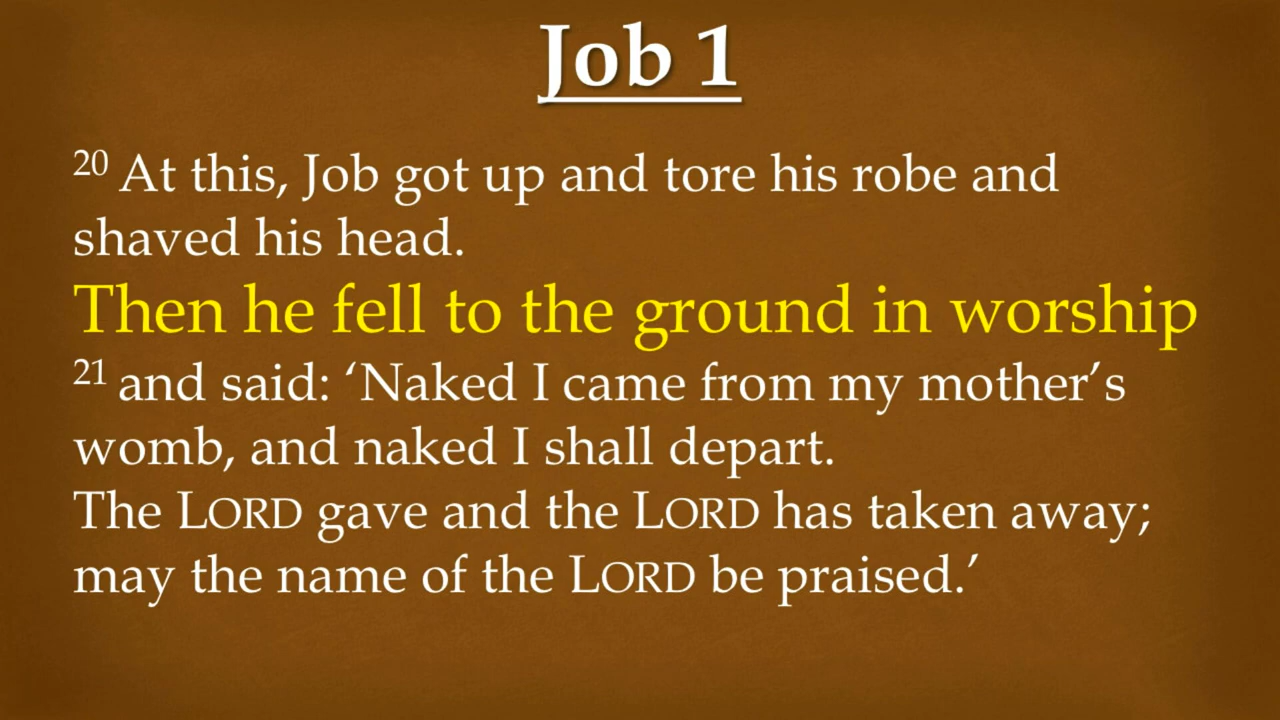 Job 1
20 At this, Job got up and tore his robe and
shaved his head.
Then he fell to the ground in worship
21 and said: ‘Naked I came from my mother’s
womb, and naked I shall depart.
The LORD gave and the LORD has taken away;
may the name of the LORD be praised.’